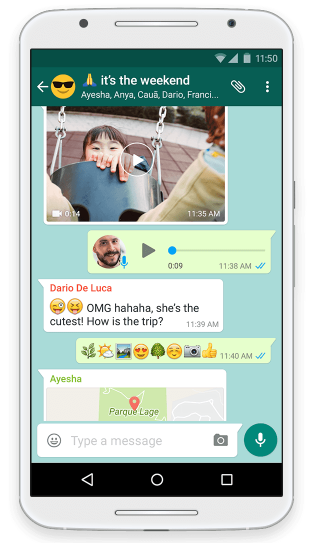 11:50
🙏 it's the weekend
Ayesha, Anya, Cauã, Dario, Franci...
0:14
11:35 AM
0:09
11:38 AM
Dario De Luca
😜😂 OMG hahaha, she's the
cutest! How is the trip?
11:39 AM
🌿🌤🏞😍🌳☺️📷👍
11:40 AM
Ayesha
Parque Lage
Type a message